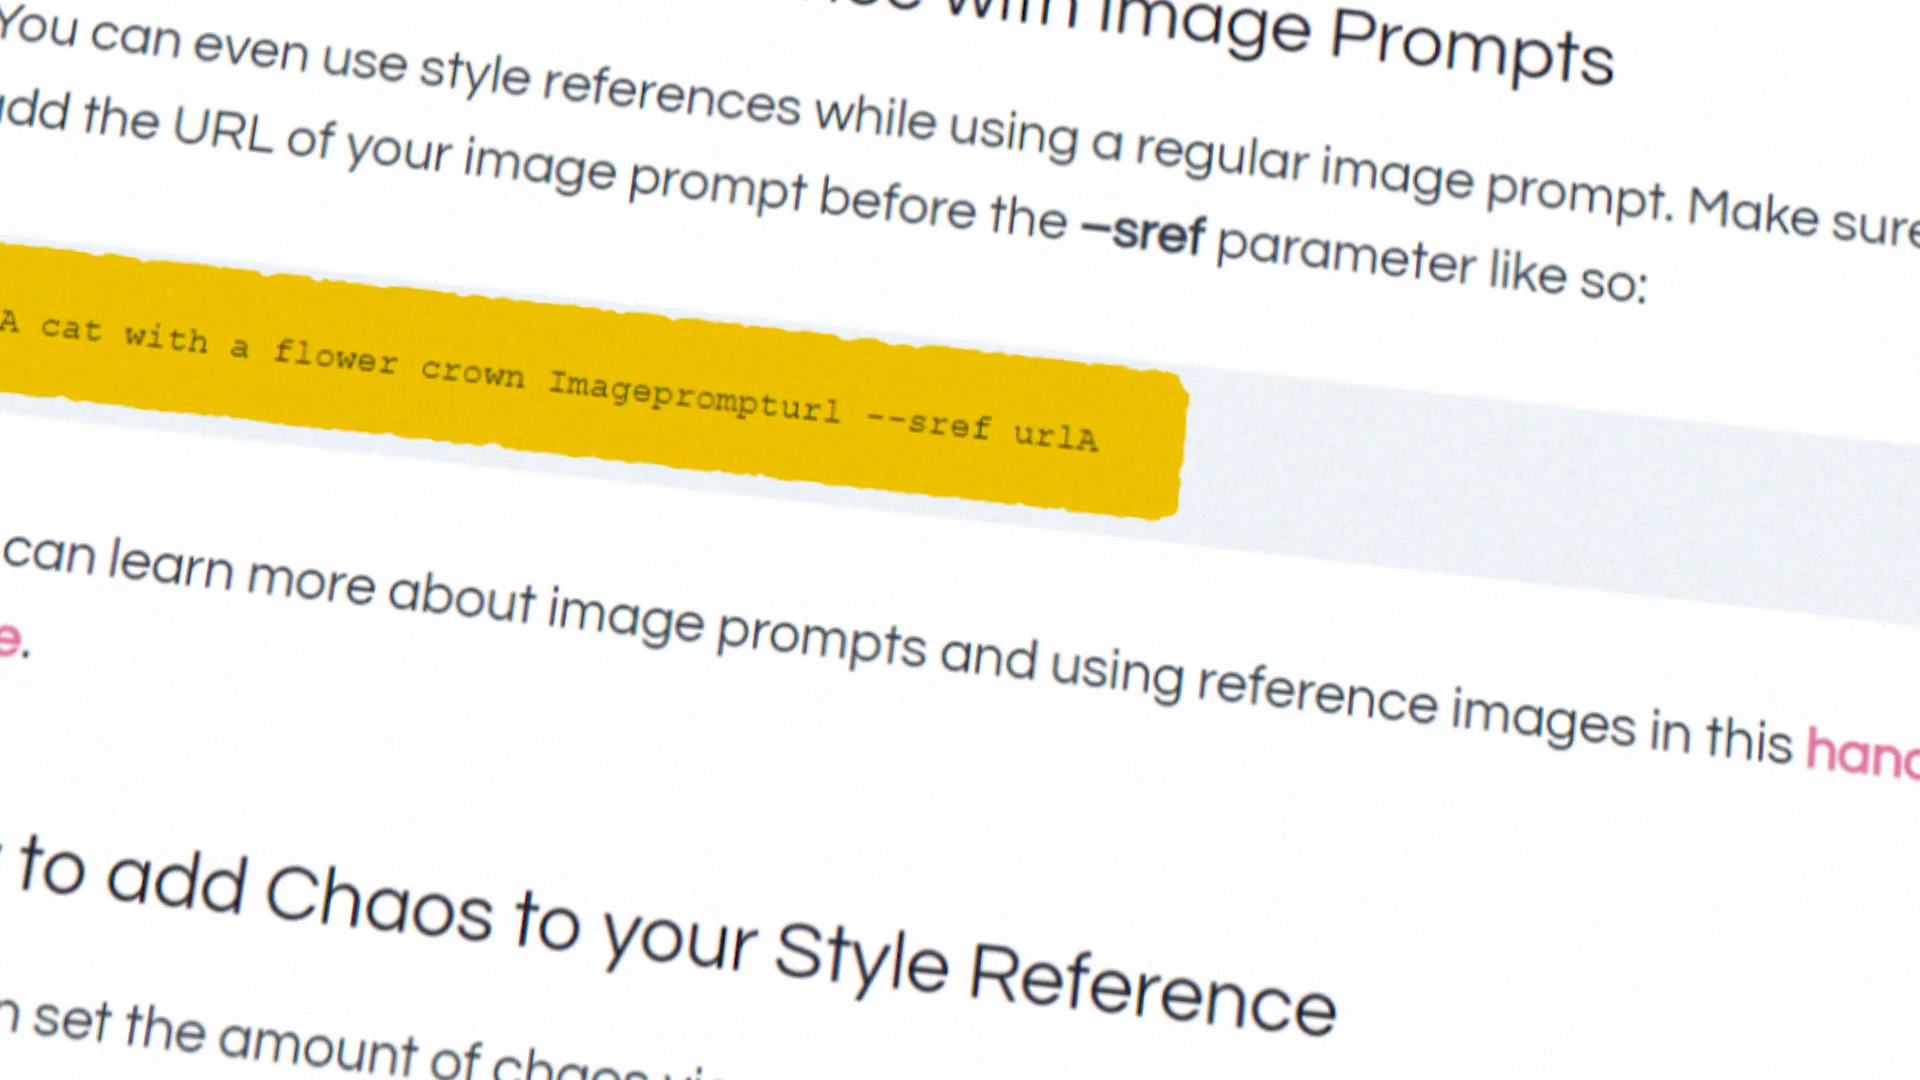 with Image Prompts
You can even use style references while using a regular image prompt. Make sure
add the URL of your image prompt before the –sref parameter like so:
A cat with a flower crown Imageprompturl --sref urlA
can learn more about image prompts and using reference images in this
e.
to add Chaos to your Style Reference
set the amount of chaos